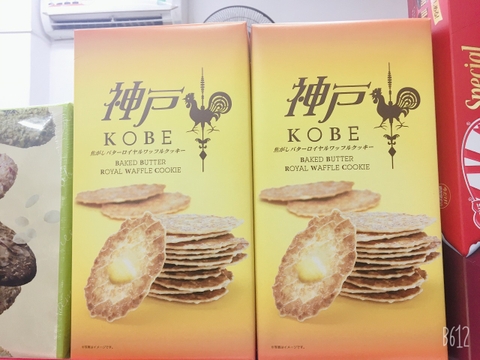 神戸
KOBE
焦がしバターロイヤルワッフルクッキー
BAKED BUTTER
ROYAL WAFFLE COOKIE
神戸
KOBE
焦がしバターロイヤルワッフルクッキー
BAKED BUTTER
ROYAL WAFFLE COOKIE
Special
B612